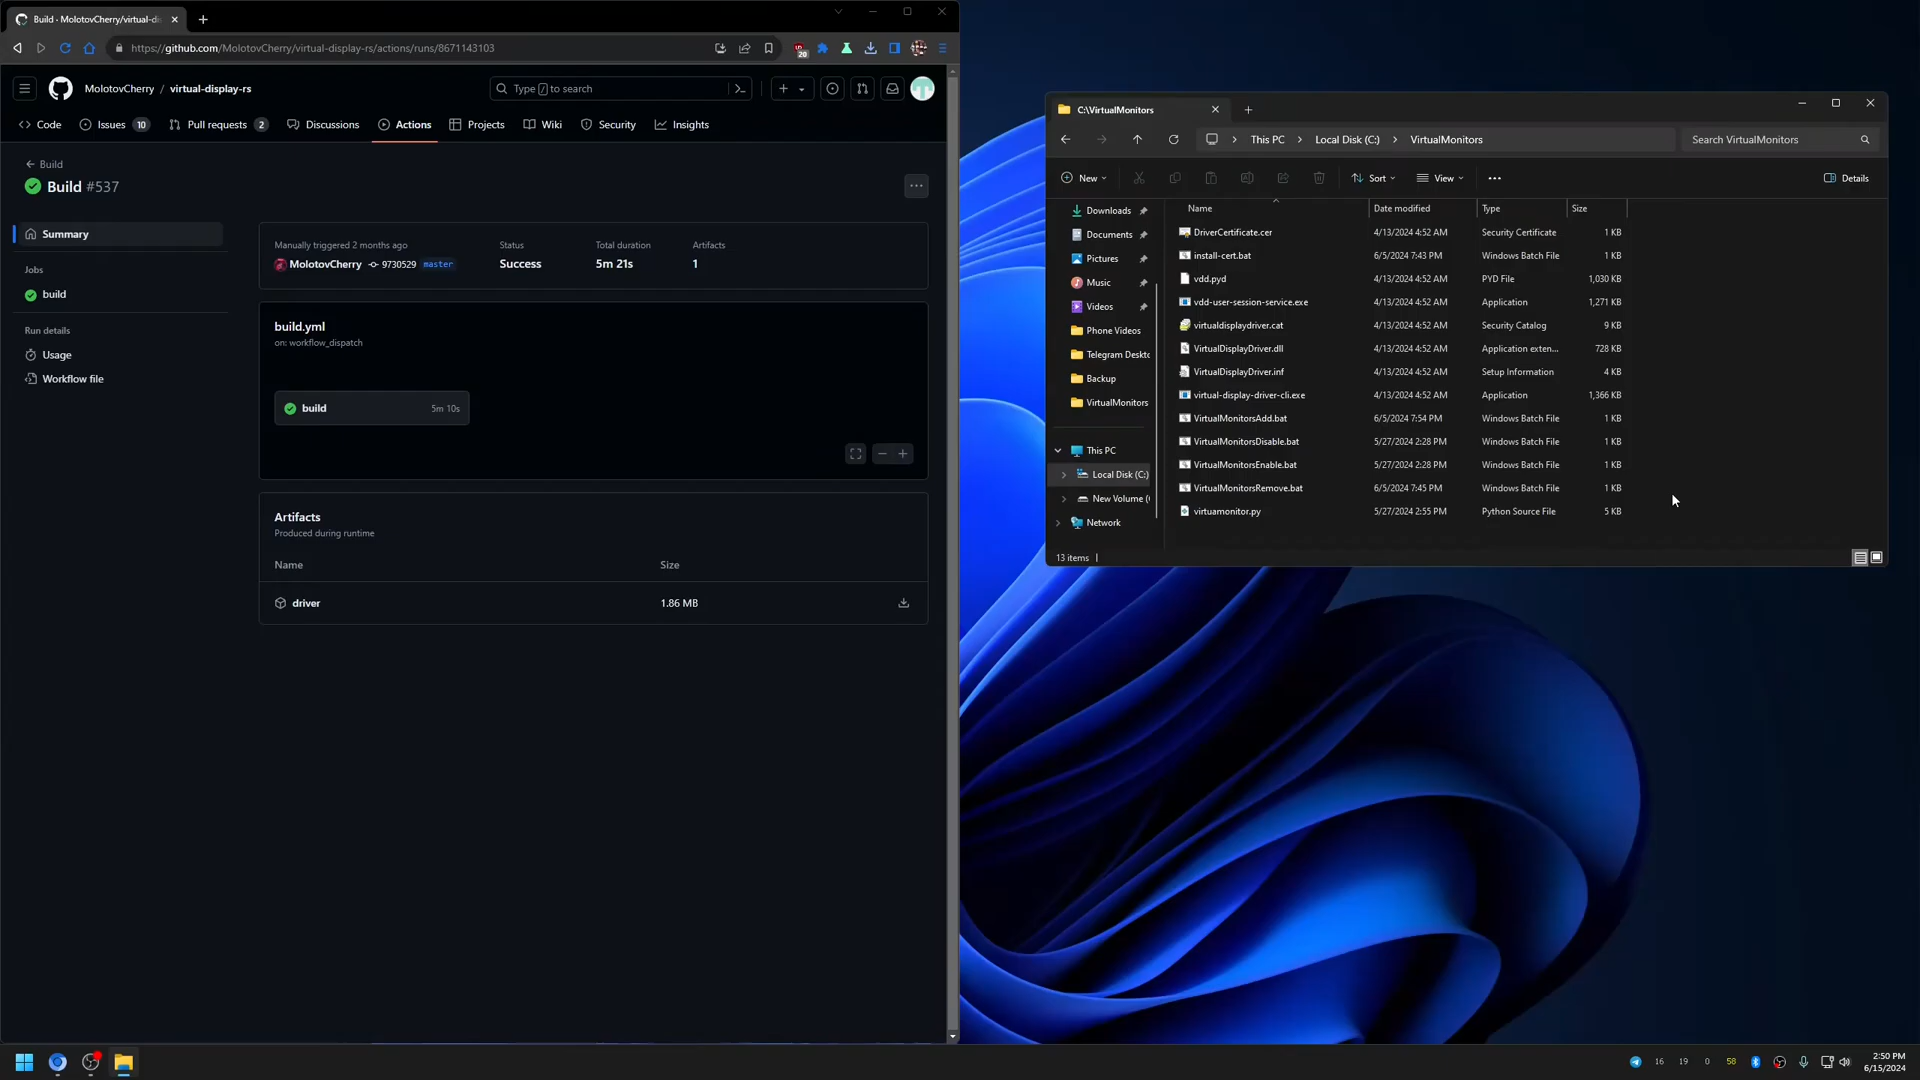 Build · MolotovCherry/virtual-di
https://github.com/MolotovCherry/virtual-display-rs/actions/runs/8671143103
20
MolotovCherry / virtual-display-rs
Type / to search
Code
Issues 10
Pull requests 2
Discussions
Actions
Projects
Wiki
Security
Insights
Build
Build #537
Summary
Jobs
build
Run details
Usage
Workflow file
Manually triggered 2 months ago
MolotovCherry 9730529 master
Status
Success
Total duration
5m 21s
Artifacts
1
build.yml
on: workflow_dispatch
build 5m 10s
Artifacts
Produced during runtime
Name Size
driver 1.86 MB
C:\VirtualMonitors
This PC > Local Disk (C:) > VirtualMonitors
Search VirtualMonitors
New
Sort
View
Details
Downloads
Documents
Pictures
Music
Videos
Phone Videos
Telegram Deskto
Backup
VirtualMonitors
This PC
Local Disk (C:)
New Volume (
Network
Name Date modified Type Size
DriverCertificate.cer 4/13/2024 4:52 AM Security Certificate 1 KB
install-cert.bat 6/5/2024 7:43 PM Windows Batch File 1 KB
vdd.pyd 4/13/2024 4:52 AM PYD File 1,030 KB
vdd-user-session-service.exe 4/13/2024 4:52 AM Application 1,271 KB
virtualdisplaydriver.cat 4/13/2024 4:52 AM Security Catalog 9 KB
VirtualDisplayDriver.dll 4/13/2024 4:52 AM Application exten... 728 KB
VirtualDisplayDriver.inf 4/13/2024 4:52 AM Setup Information 4 KB
virtual-display-driver-cli.exe 4/13/2024 4:52 AM Application 1,366 KB
VirtualMonitorsAdd.bat 6/5/2024 7:54 PM Windows Batch File 1 KB
VirtualMonitorsDisable.bat 5/27/2024 2:28 PM Windows Batch File 1 KB
VirtualMonitorsEnable.bat 5/27/2024 2:28 PM Windows Batch File 1 KB
VirtualMonitorsRemove.bat 6/5/2024 7:45 PM Windows Batch File 1 KB
virtuamonitor.py 5/27/2024 2:55 PM Python Source File 5 KB
13 items
16 19 0 58
2:50 PM
6/15/2024